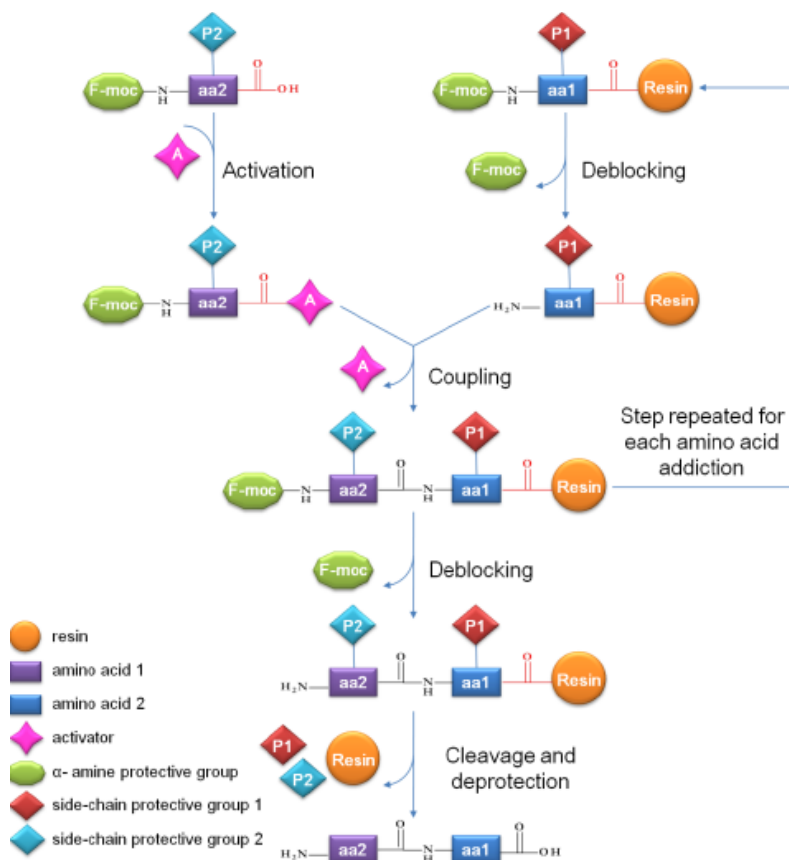 P2
P1
O
O
F-moc
N
H
aa2
OH
F-moc
N
H
aa1
Resin
A
Activation
F-moc
Deblocking
P2
P1
O
O
F-moc
N
H
aa2
A
H₂N
aa1
Resin
A
Coupling
Step repeated for
each amino acid
addiction
P2
P1
O
O
F-moc
N
H
aa2
N
H
aa1
Resin
F-moc
Deblocking
P2
P1
O
O
H₂N
aa2
N
H
aa1
Resin
P1
P2
Resin
Cleavage and
deprotection
O
O
H₂N
aa2
N
H
aa1
OH
resin
amino acid 1
amino acid 2
activator
α- amine protective group
side-chain protective group 1
side-chain protective group 2